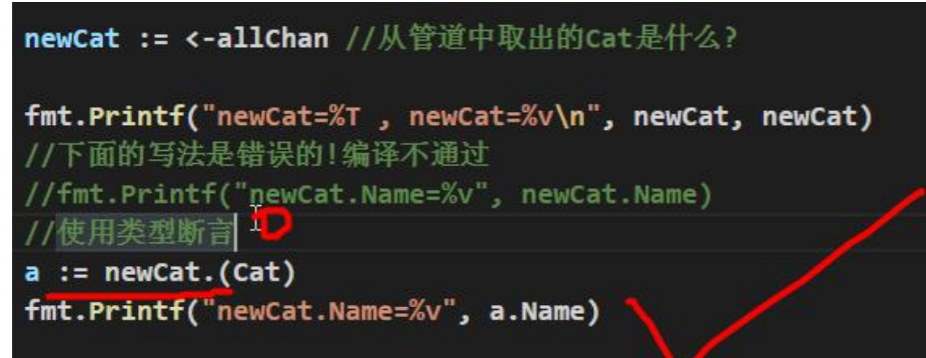 newCat := <-allChan //从管道中取出的Cat是什么?
fmt.Printf("newCat=%T , newCat=%v\n", newCat, newCat)
//下面的写法是错误的!编译不通过
//fmt.Printf("newCat.Name=%v", newCat.Name)
//使用类型断言
a := newCat.(Cat)
fmt.Printf("newCat.Name=%v", a.Name)